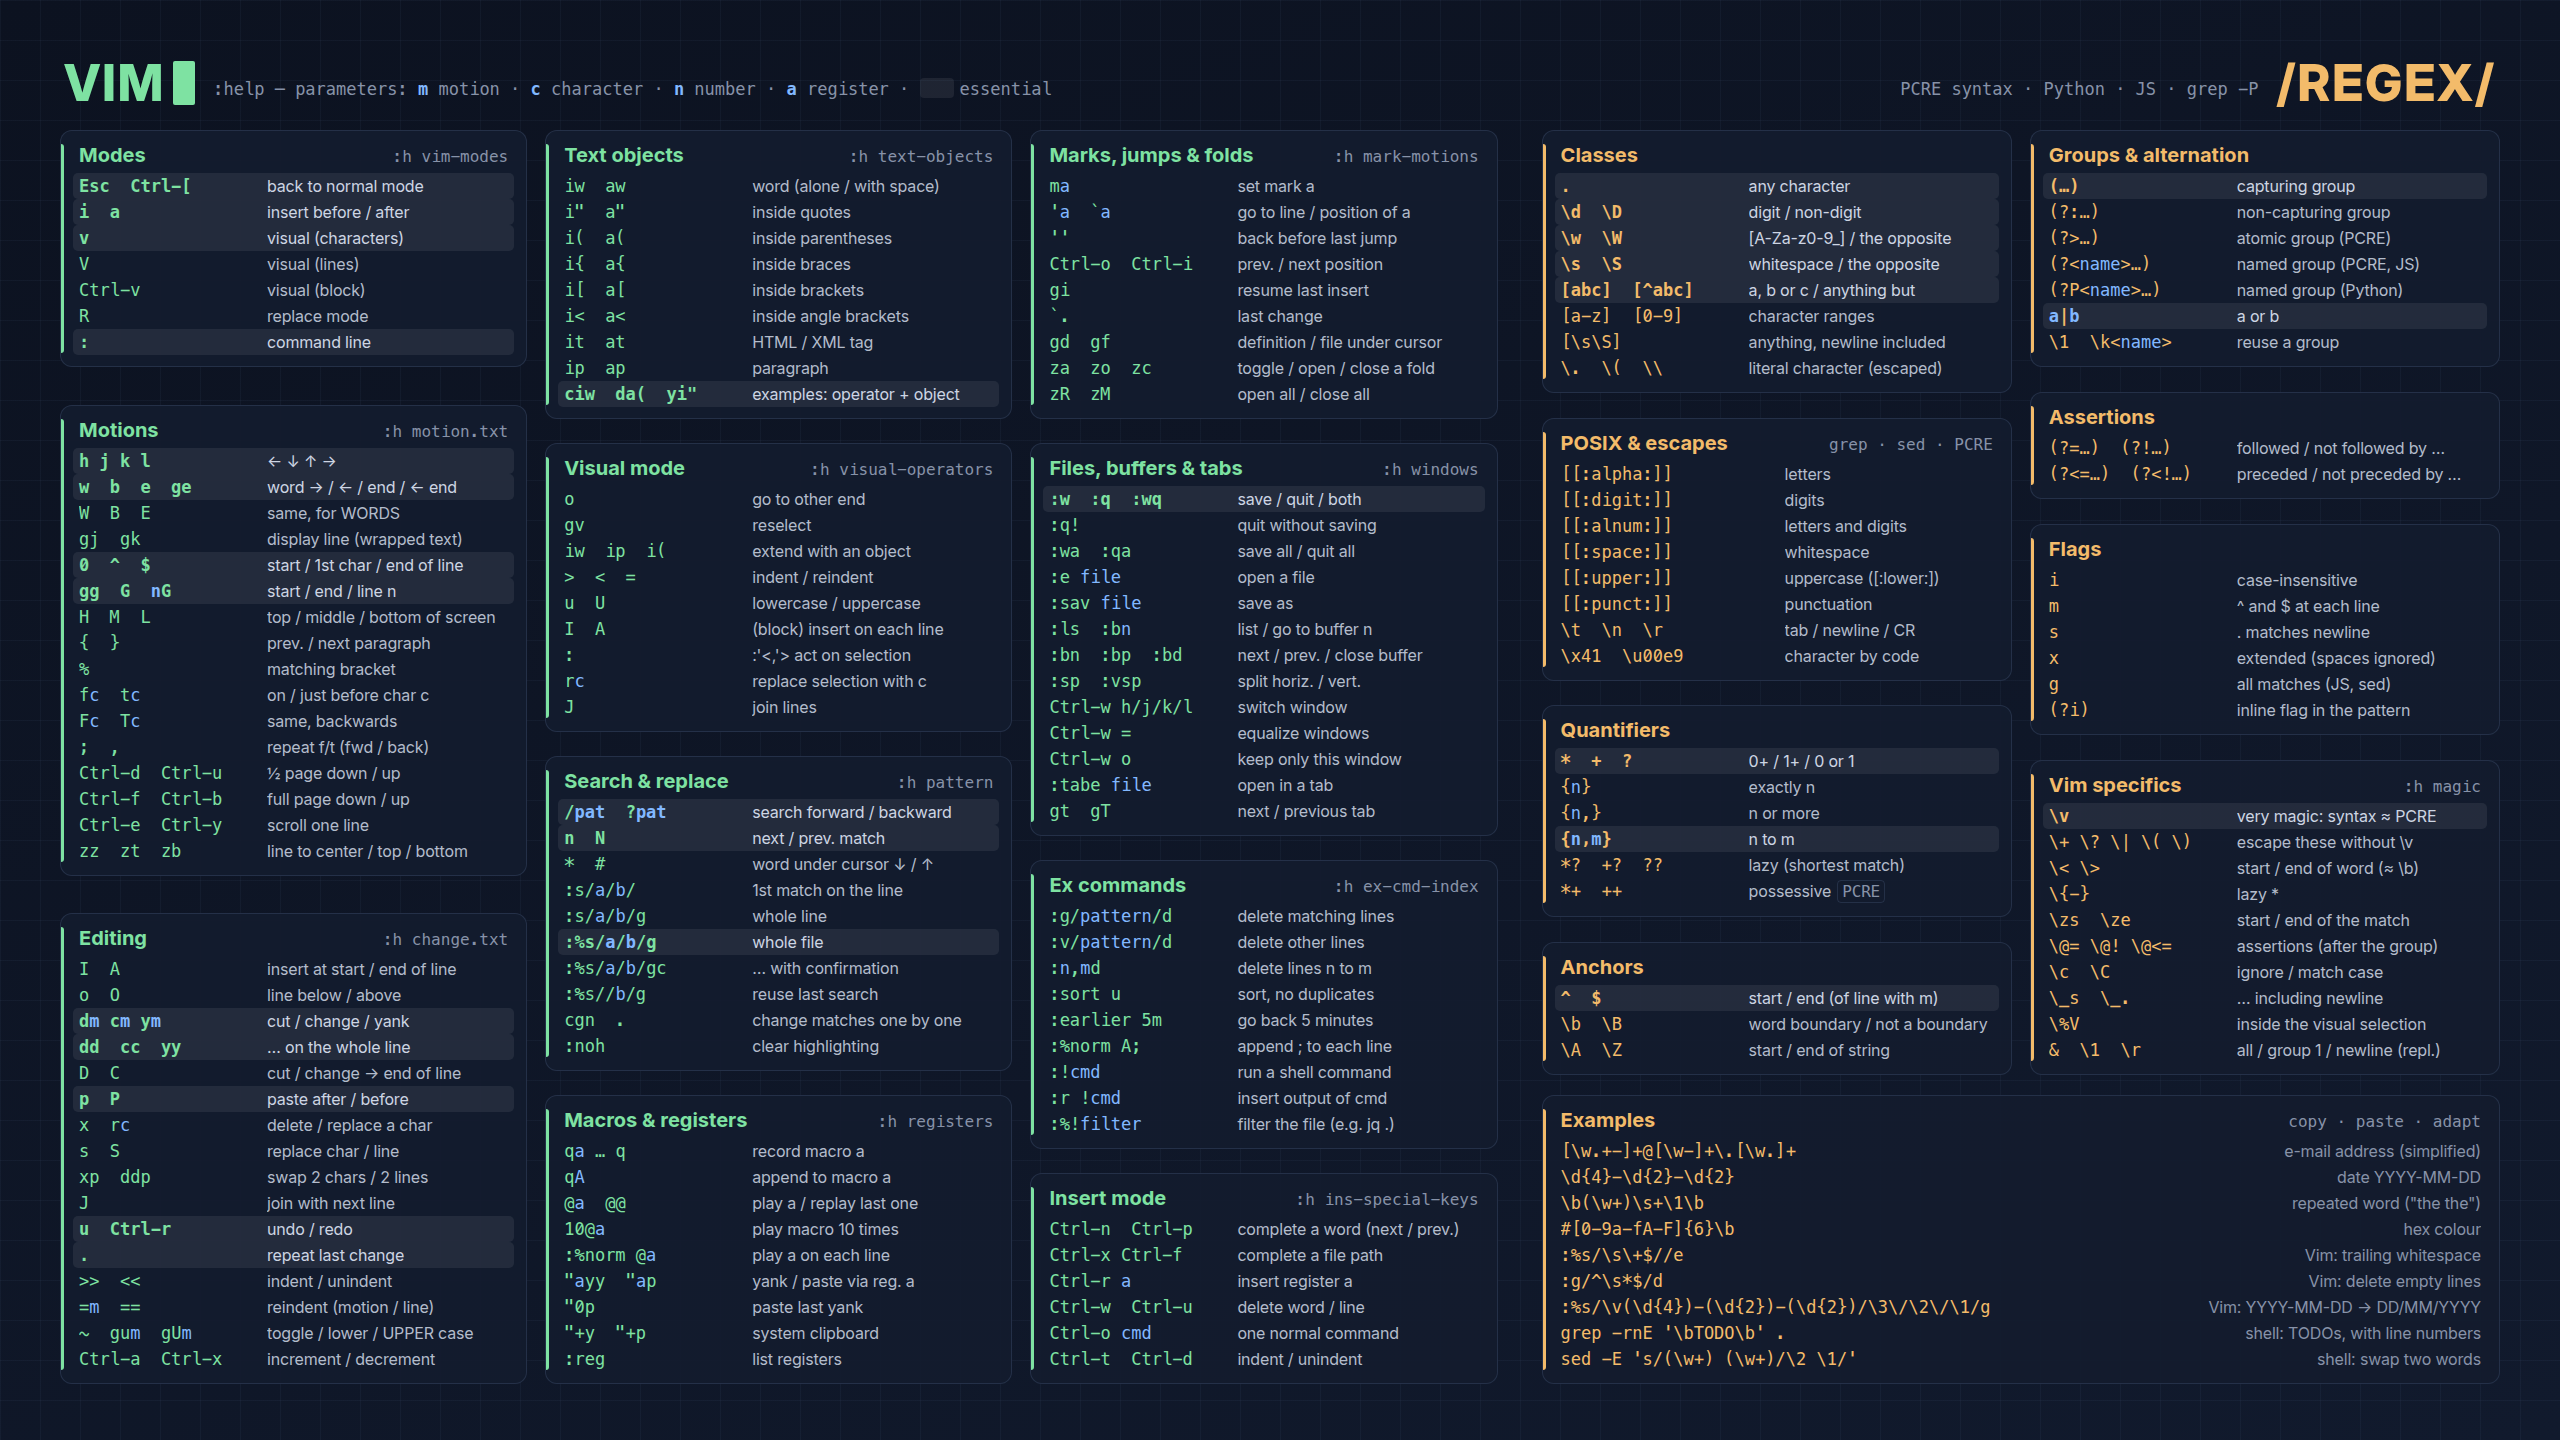 VIM
:help – parameters: m motion · c character · n number · a register · essential
Modes :h vim-modes
Esc Ctrl-[ back to normal mode
i a insert before / after
v visual (characters)
V visual (lines)
Ctrl-v visual (block)
R replace mode
: command line
Motions :h motion.txt
h j k l ← ↓ ↑ →
w b e ge word → / ← / end / ← end
W B E same, for WORDS
gj gk display line (wrapped text)
0 ^ $ start / 1st char / end of line
gg G nG start / end / line n
H M L top / middle / bottom of screen
{ } prev. / next paragraph
% matching bracket
fc tc on / just before char c
Fc Tc same, backwards
; , repeat f/t (fwd / back)
Ctrl-d Ctrl-u ½ page down / up
Ctrl-f Ctrl-b full page down / up
Ctrl-e Ctrl-y scroll one line
zz zt zb line to center / top / bottom
Editing :h change.txt
I A insert at start / end of line
o O line below / above
dm cm ym cut / change / yank
dd cc yy … on the whole line
D C cut / change → end of line
p P paste after / before
x rc delete / replace a char
s S replace char / line
xp ddp swap 2 chars / 2 lines
J join with next line
u Ctrl-r undo / redo
. repeat last change
>> << indent / unindent
=m == reindent (motion / line)
~ gum gUm toggle / lower / UPPER case
Ctrl-a Ctrl-x increment / decrement
Text objects :h text-objects
iw aw word (alone / with space)
i" a" inside quotes
i( a( inside parentheses
i{ a{ inside braces
i[ a[ inside brackets
i< a< inside angle brackets
it at HTML / XML tag
ip ap paragraph
ciw da( yi" examples: operator + object
Visual mode :h visual-operators
o go to other end
gv reselect
iw ip i( extend with an object
> < = indent / reindent
u U lowercase / uppercase
I A (block) insert on each line
: :'<,'> act on selection
rc replace selection with c
J join lines
Search & replace :h pattern
/pat ?pat search forward / backward
n N next / prev. match
* # word under cursor ↓ / ↑
:s/a/b/ 1st match on the line
:s/a/b/g whole line
:%s/a/b/g whole file
:%s/a/b/gc … with confirmation
:%s//b/g reuse last search
cgn . change matches one by one
:noh clear highlighting
Macros & registers :h registers
qa … q record macro a
qA append to macro a
@a @@ play a / replay last one
10@a play macro 10 times
:%norm @a play a on each line
"ayy "ap yank / paste via reg. a
"0p paste last yank
"+y "+p system clipboard
:reg list registers
Marks, jumps & folds :h mark-motions
ma set mark a
'a `a go to line / position of a
'' back before last jump
Ctrl-o Ctrl-i prev. / next position
gi resume last insert
`. last change
gd gf definition / file under cursor
za zo zc toggle / open / close a fold
zR zM open all / close all
Files, buffers & tabs :h windows
:w :q :wq save / quit / both
:q! quit without saving
:wa :qa save all / quit all
:e file open a file
:sav file save as
:ls :bn list / go to buffer n
:bn :bp :bd next / prev. / close buffer
:sp :vsp split horiz. / vert.
Ctrl-w h/j/k/l switch window
Ctrl-w = equalize windows
Ctrl-w o keep only this window
:tabe file open in a tab
gt gT next / previous tab
Ex commands :h ex-cmd-index
:g/pattern/d delete matching lines
:v/pattern/d delete other lines
:n,md delete lines n to m
:sort u sort, no duplicates
:earlier 5m go back 5 minutes
:%norm A; append ; to each line
:!cmd run a shell command
:r !cmd insert output of cmd
:%!filter filter the file (e.g. jq .)
Insert mode :h ins-special-keys
Ctrl-n Ctrl-p complete a word (next / prev.)
Ctrl-x Ctrl-f complete a file path
Ctrl-r a insert register a
Ctrl-w Ctrl-u delete word / line
Ctrl-o cmd one normal command
Ctrl-t Ctrl-d indent / unindent
PCRE syntax · Python · JS · grep -P /REGEX/
Classes
. any character
\d \D digit / non-digit
\w \W [A-Za-z0-9_] / the opposite
\s \S whitespace / the opposite
[abc] [^abc] a, b or c / anything but
[a-z] [0-9] character ranges
[\s\S] anything, newline included
\. \( \\ literal character (escaped)
POSIX & escapes grep · sed · PCRE
[[:alpha:]] letters
[[:digit:]] digits
[[:alnum:]] letters and digits
[[:space:]] whitespace
[[:upper:]] uppercase ([:lower:])
[[:punct:]] punctuation
\t \n \r tab / newline / CR
\x41 \u00e9 character by code
Quantifiers
* + ? 0+ / 1+ / 0 or 1
{n} exactly n
{n,} n or more
{n,m} n to m
*? +? ?? lazy (shortest match)
*+ ++ possessive PCRE
Anchors
^ $ start / end (of line with m)
\b \B word boundary / not a boundary
\A \Z start / end of string
Groups & alternation
(…) capturing group
(?:…) non-capturing group
(?>…) atomic group (PCRE)
(?<name>…) named group (PCRE, JS)
(?P<name>…) named group (Python)
a|b a or b
\1 \k<name> reuse a group
Assertions
(?=…) (?!…) followed / not followed by …
(?<=…) (?<!…) preceded / not preceded by …
Flags
i case-insensitive
m ^ and $ at each line
s . matches newline
x extended (spaces ignored)
g all matches (JS, sed)
(?i) inline flag in the pattern
Vim specifics :h magic
\v very magic: syntax ≈ PCRE
\+ \? \| \( \) escape these without \v
\< \> start / end of word (≈ \b)
\{-} lazy *
\zs \ze start / end of the match
\@= \@! \@<= assertions (after the group)
\c \C ignore / match case
\_s \_. … including newline
\%V inside the visual selection
& \1 \r all / group 1 / newline (repl.)
Examples copy · paste · adapt
[\w.+-]+@[\w-]+\.[\w.]+ e-mail address (simplified)
\d{4}-\d{2}-\d{2} date YYYY-MM-DD
\b(\w+)\s+\1\b repeated word ("the the")
#[0-9a-fA-F]{6}\b hex colour
:%s/\s\+$//e Vim: trailing whitespace
:g/^\s*$/d Vim: delete empty lines
:%s/\v(\d{4})-(\d{2})-(\d{2})/\3\/\2\/\1/g Vim: YYYY-MM-DD → DD/MM/YYYY
grep -rnE '\bTODO\b' . shell: TODOs, with line numbers
sed -E 's/(\w+) (\w+)/\2 \1/' shell: swap two words